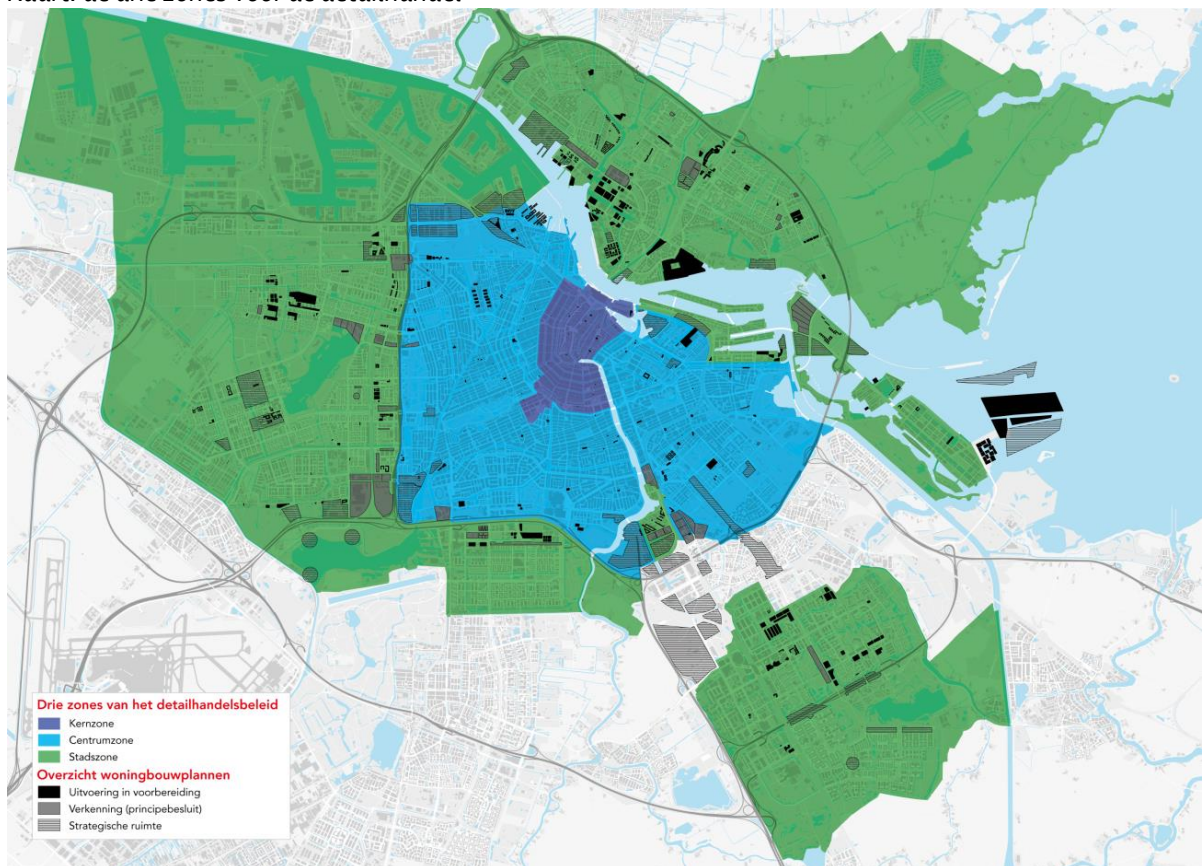 Drie zones van het detailhandelsbeleid
Kernzone
Centrumzone
Stadszone
Overzicht woningbouwplannen
Uitvoering in voorbereiding
Verkenning (principebesluit)
Strategische ruimte